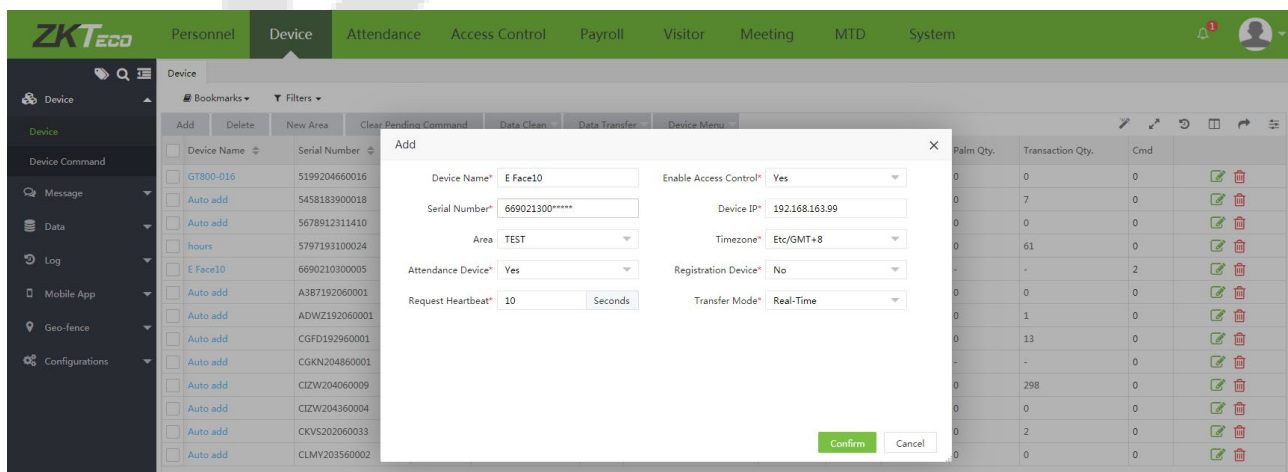 ZKTECO Personnel Device Attendance Access Control Payroll Visitor Meeting MTD System 1
Device
Device
Bookmarks Filters
Device
Add Delete New Area Clear Pending Command Data Clean Data Transfer Device Menu
Device Command
Device Name Serial Number Palm Qty. Transaction Qty. Cmd
GT800-016 5199204660016 0 0 0
Message
Auto add 5458183900018 0 7 0
Data
Auto add 5678912311410 0 0 0
hours 5797193100024 0 61 0
Log
E Face10 6690210300005 - - 2
Mobile App
Auto add A3B7192060001 0 0 0
Geo-fence
Auto add ADWZ192060001 0 1 0
Auto add CGFD192960001 0 13 0
Configurations
Auto add CGKN204860001 - - 0
Auto add CIZW204060009 0 298 0
Auto add CIZW204360004 0 0 0
Auto add CKVS202060033 0 2 0
Auto add CLMY203560002 0 0 0
Add
Device Name* E Face10 Enable Access Control* Yes
Serial Number* 669021300***** Device IP* 192.168.163.99
Area TEST Timezone* Etc/GMT+8
Attendance Device* Yes Registration Device* No
Request Heartbeat* 10 Seconds Transfer Mode* Real-Time
Confirm Cancel